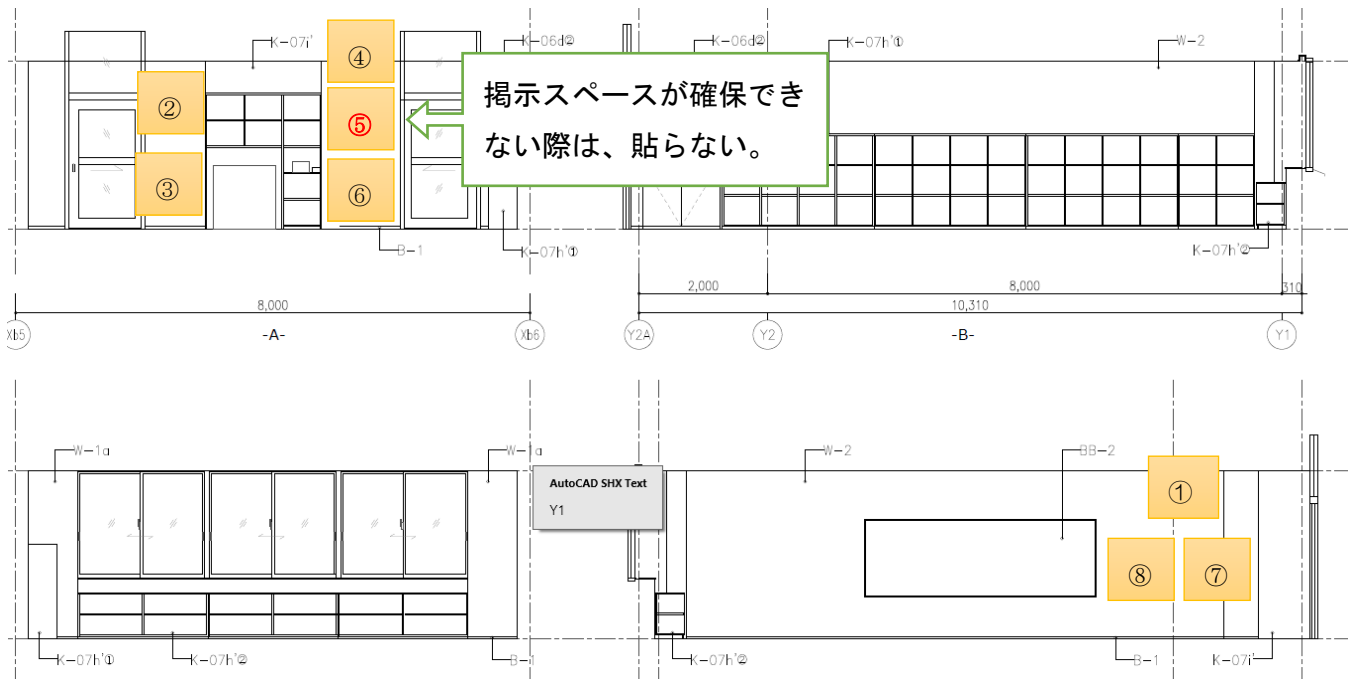 K-07i'
④
K-06d②
K-06d②
K-07h'①
W-2
②
⑤
掲示スペースが確保でき
ない際は、貼らない。
③
⑥
B-1
K-07h'①
K-07h'②
8,000
2,000
8,000
310
10,310
Xb5
-A-
Xb6
Y2A
Y2
-B-
Y1
W-1a
W-1a
W-2
BB-2
AutoCAD SHX Text
Y1
①
⑧
⑦
K-07h'①
K-07h'②
B-1
K-07h'②
B-1
K-07i'